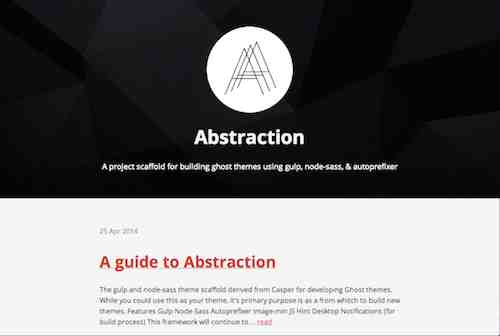 Abstraction
A project scaffold for building ghost themes using gulp, node-sass, & autoprefixer
25 Apr 2014
A guide to Abstraction
The gulp and node-sass theme scaffold derived from Casper for developing Ghost themes.
While you could use this as your theme, it's primary purpose is as a from whitch to build new
themes. Features Gulp Node Sass Autoprefixer Image-min JS Hint Desktop Notifications (for
build process) This framework will continue to... read